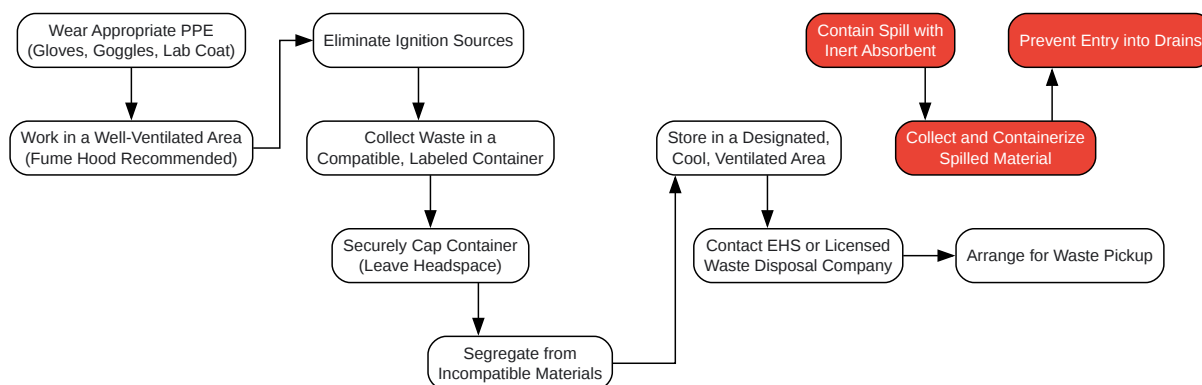 Wear Appropriate PPE
(Gloves, Goggles, Lab Coat)
Work in a Well-Ventilated Area
(Fume Hood Recommended)
Eliminate Ignition Sources
Collect Waste in a
Compatible, Labeled Container
Securely Cap Container
(Leave Headspace)
Segregate from
Incompatible Materials
Store in a Designated,
Cool, Ventilated Area
Contact EHS or Licensed
Waste Disposal Company
Arrange for Waste Pickup
Contain Spill with
Inert Absorbent
Collect and Containerize
Spilled Material
Prevent Entry into Drains